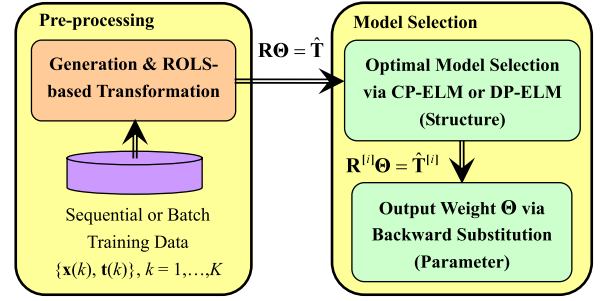 Pre-processing
Generation & ROLS-
based Transformation
Sequential or Batch
Training Data
{x(k), t(k)}, k = 1,…,K
RΘ = T̂
Model Selection
Optimal Model Selection
via CP-ELM or DP-ELM
(Structure)
R^[i]Θ = T̂^[i]
Output Weight Θ via
Backward Substitution
(Parameter)